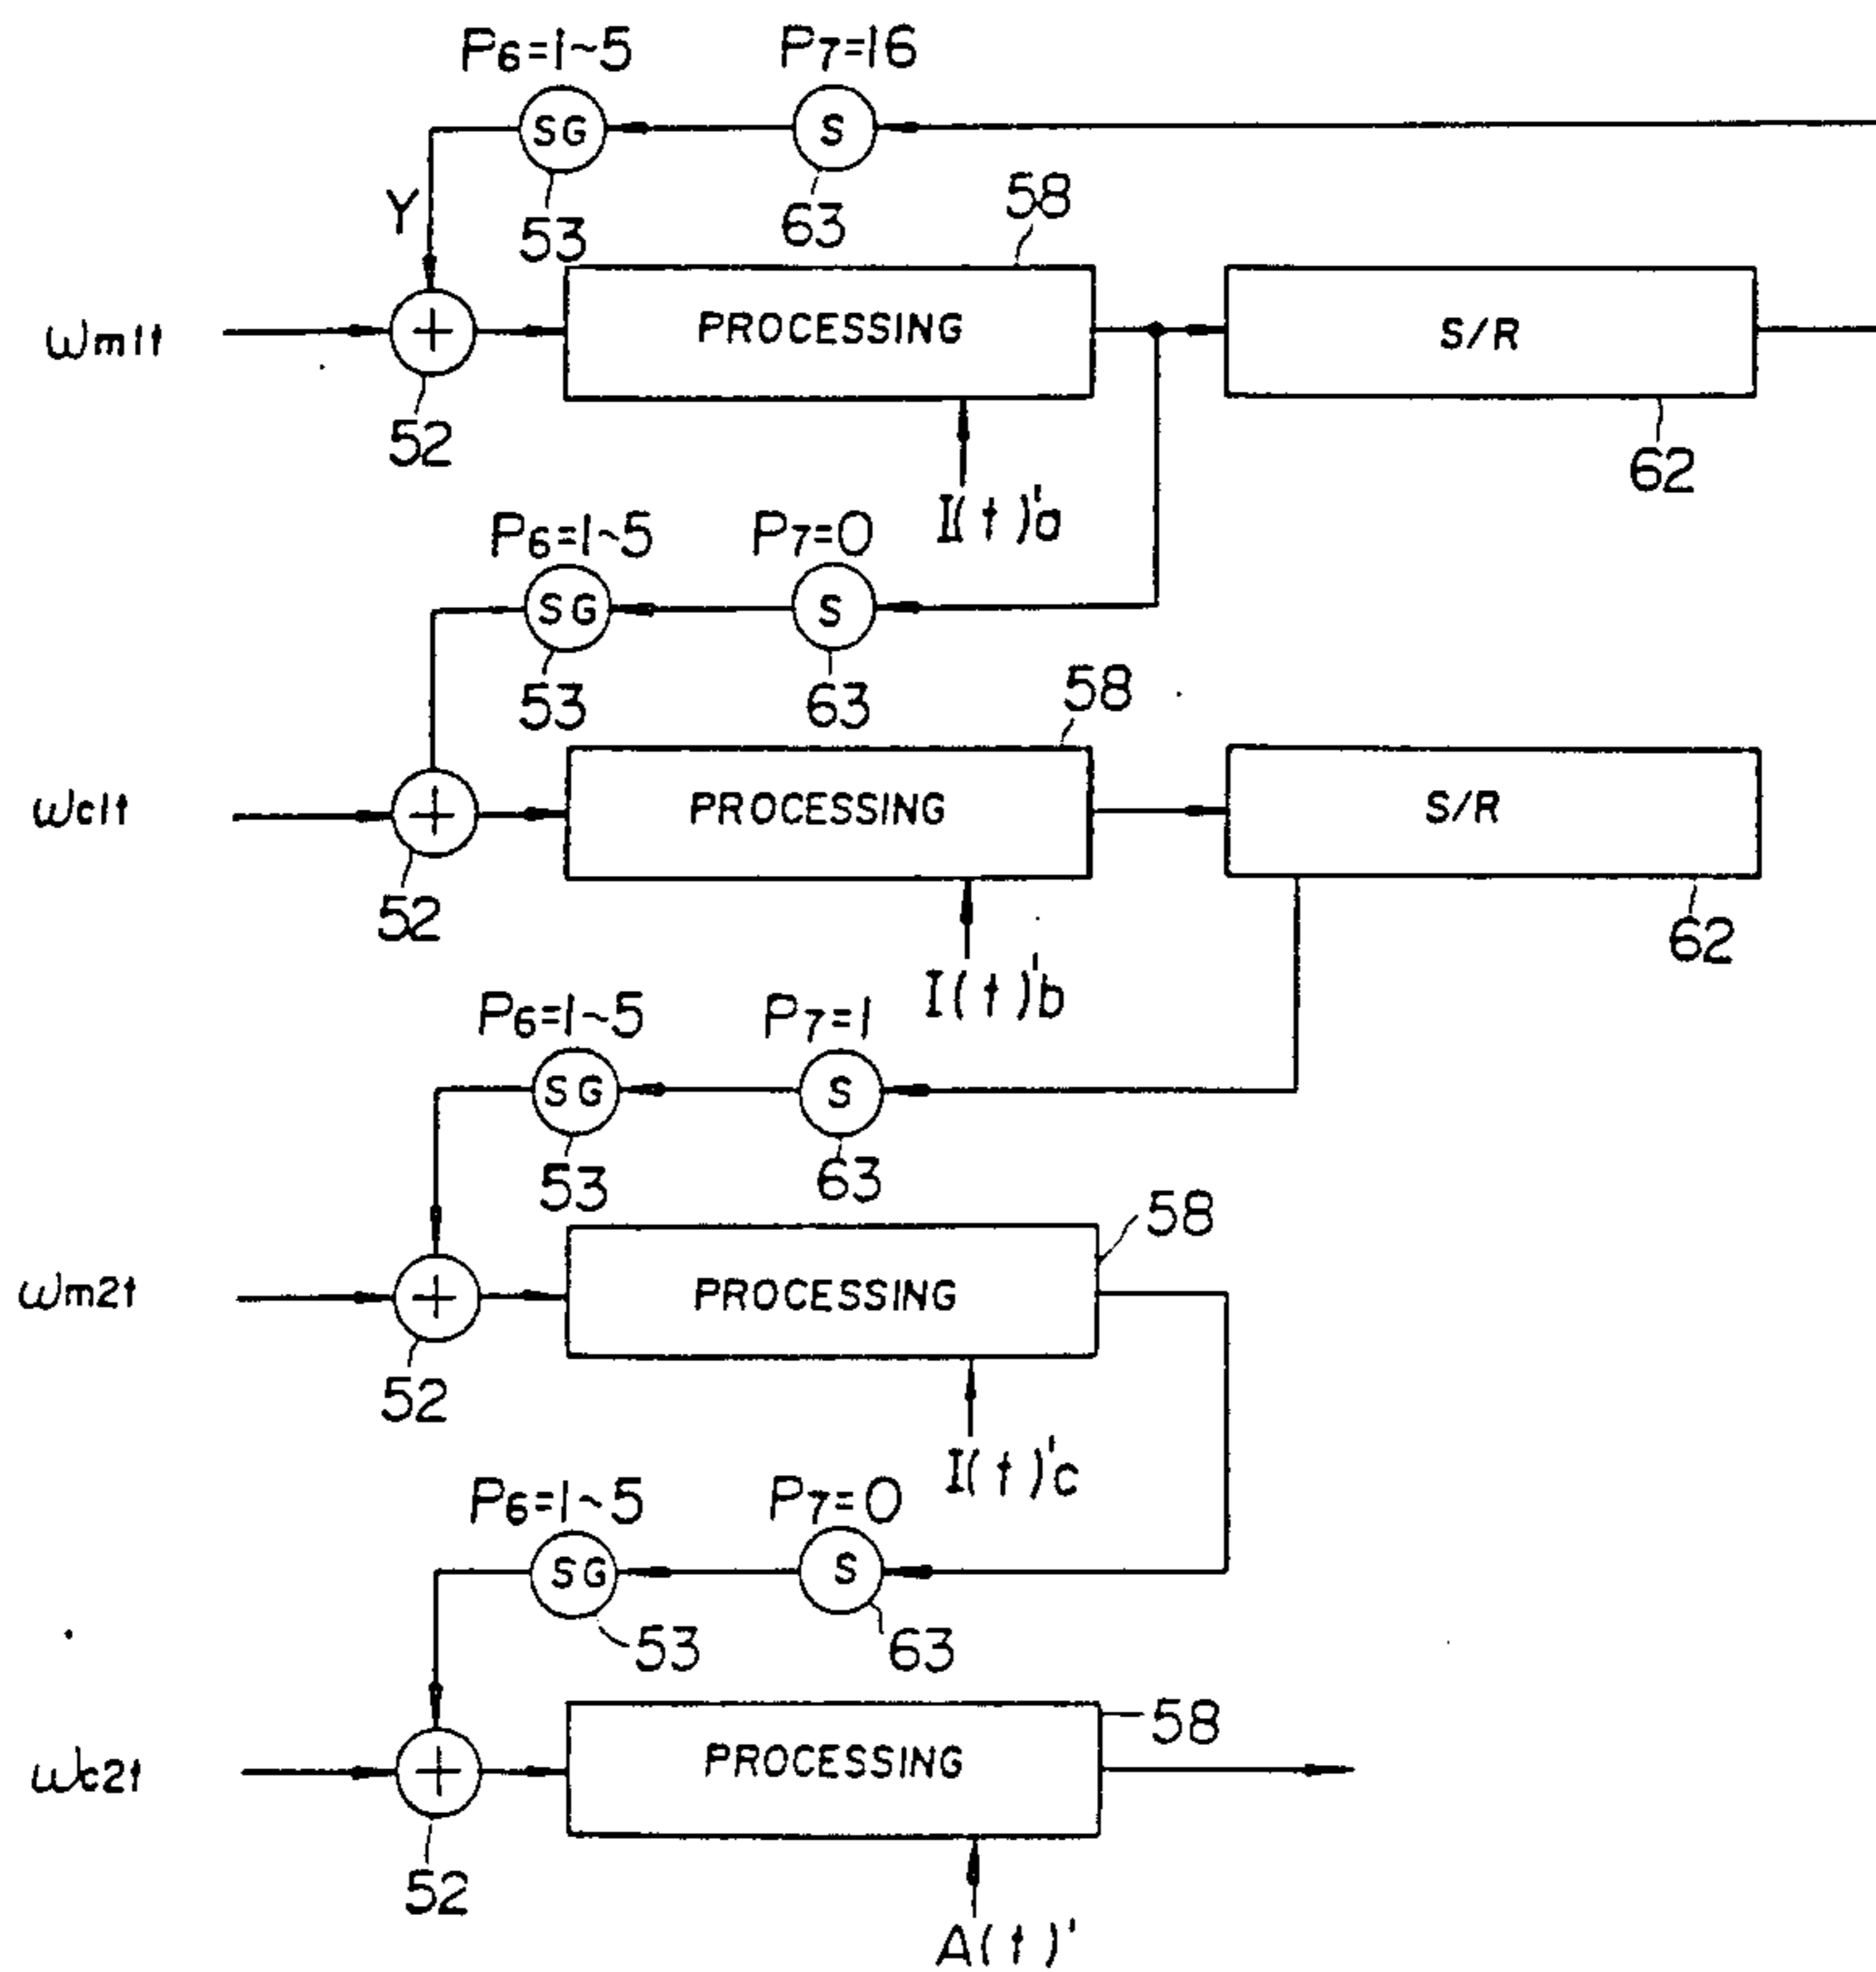 P6=1~5 P7=16
SG S
Y 53 63 58
ωm1t + PROCESSING S/R
52 62
I(t)'a
P6=1~5 P7=0
SG S
53 63 58
ωc1t + PROCESSING S/R
52 62
I(t)'b
P6=1~5 P7=1
SG S
53 63 58
ωm2t + PROCESSING
52
I(t)'c
P6=1~5 P7=0
SG S
53 63
58
ωc2t + PROCESSING
52
A(t)'